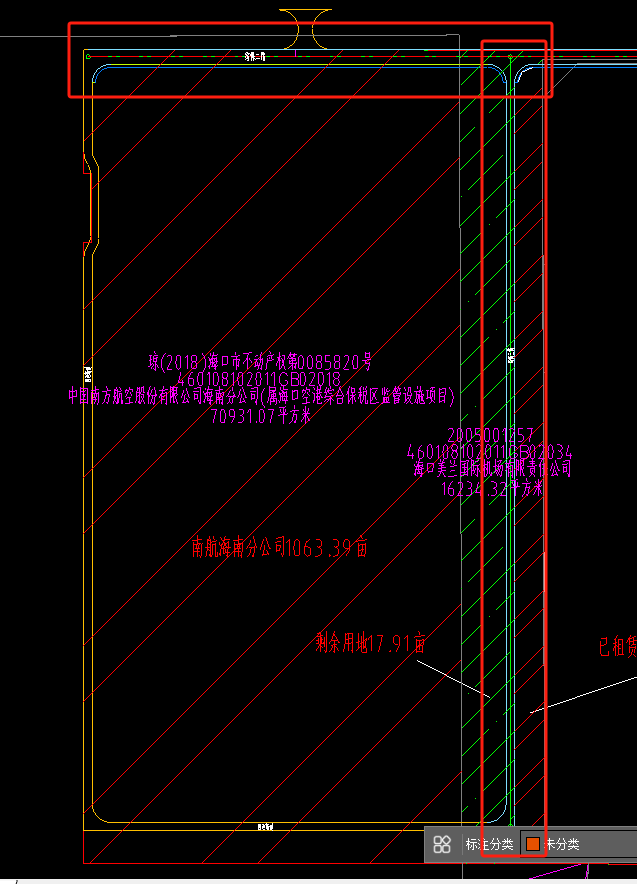 琼(2018)海口市不动产权第0085820号
460108102011GB02018
中国南方航空股份有限公司海南分公司(属海口空港综合保税区监管设施项目)
70931.07平方米
2005001257
460108102011GB02034
海口美兰国际机场有限责任公司
16234.32平方米
南航海南分公司1063.39亩
剩余用地17.91亩
已租赁
标注分类
未分类